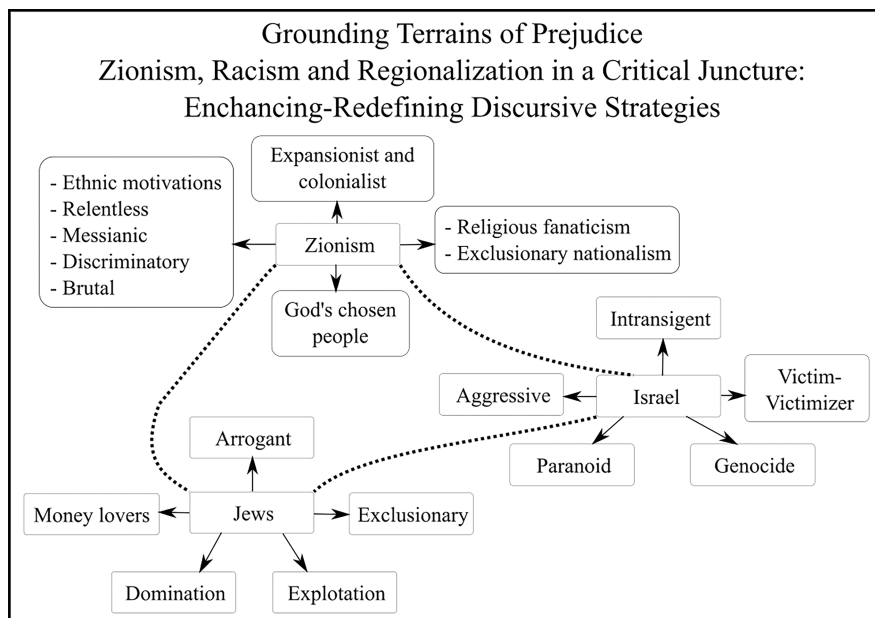 Grounding Terrains of Prejudice
Zionism, Racism and Regionalization in a Critical Juncture:
Enchancing-Redefining Discursive Strategies
Expansionist and
colonialist
- Ethnic motivations
- Relentless
- Messianic
- Discriminatory
- Brutal
Zionism
- Religious fanaticism
- Exclusionary nationalism
God's chosen
people
Intransigent
Aggressive
Israel
Victim-
Victimizer
Paranoid
Genocide
Arrogant
Money lovers
Jews
Exclusionary
Domination
Explotation